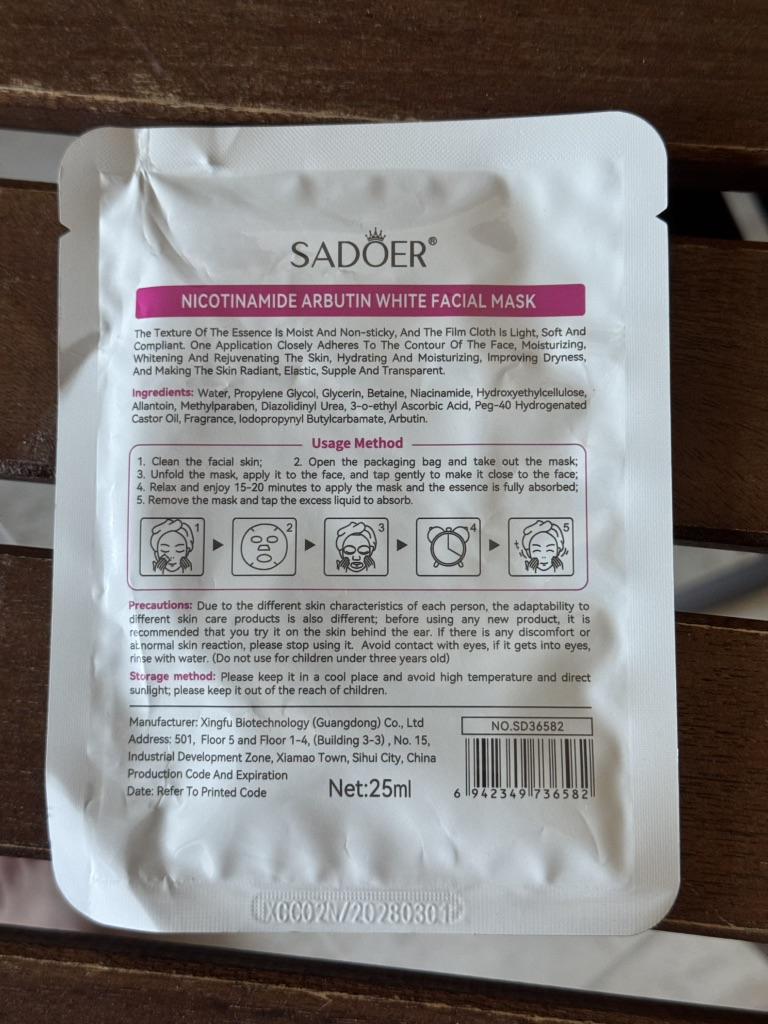 SADOER®
NICOTINAMIDE ARBUTIN WHITE FACIAL MASK
The Texture Of The Essence Is Moist And Non-sticky, And The Film Cloth Is Light, Soft And
Compliant. One Application Closely Adheres To The Contour Of The Face, Moisturizing,
Whitening And Rejuvenating The Skin, Hydrating And Moisturizing, Improving Dryness,
And Making The Skin Radiant, Elastic, Supple And Transparent.
Ingredients: Water, Propylene Glycol, Glycerin, Betaine, Niacinamide, Hydroxyethylcellulose,
Allantoin, Methylparaben, Diazolidinyl Urea, 3-o-ethyl Ascorbic Acid, Peg-40 Hydrogenated
Castor Oil, Fragrance, Iodopropynyl Butylcarbamate, Arbutin.
Usage Method
1. Clean the facial skin; 2. Open the packaging bag and take out the mask;
3. Unfold the mask, apply it to the face, and tap gently to make it close to the face;
4. Relax and enjoy 15-20 minutes to apply the mask and the essence is fully absorbed;
5. Remove the mask and tap the excess liquid to absorb.
1 2 3 4 5
Precautions: Due to the different skin characteristics of each person, the adaptability to
different skin care products is also different; before using any new product, it is
recommended that you try it on the skin behind the ear. If there is any discomfort or
abnormal skin reaction, please stop using it. Avoid contact with eyes, if it gets into eyes,
rinse with water. (Do not use for children under three years old)
Storage method: Please keep it in a cool place and avoid high temperature and direct
sunlight; please keep it out of the reach of children.
Manufacturer: Xingfu Biotechnology (Guangdong) Co., Ltd
Address: 501, Floor 5 and Floor 1-4, (Building 3-3) , No. 15,
Industrial Development Zone, Xiamao Town, Sihui City, China
Production Code And Expiration
Date: Refer To Printed Code
Net:25ml
NO.SD36582
6 942349 736582
XCC02N/20280301